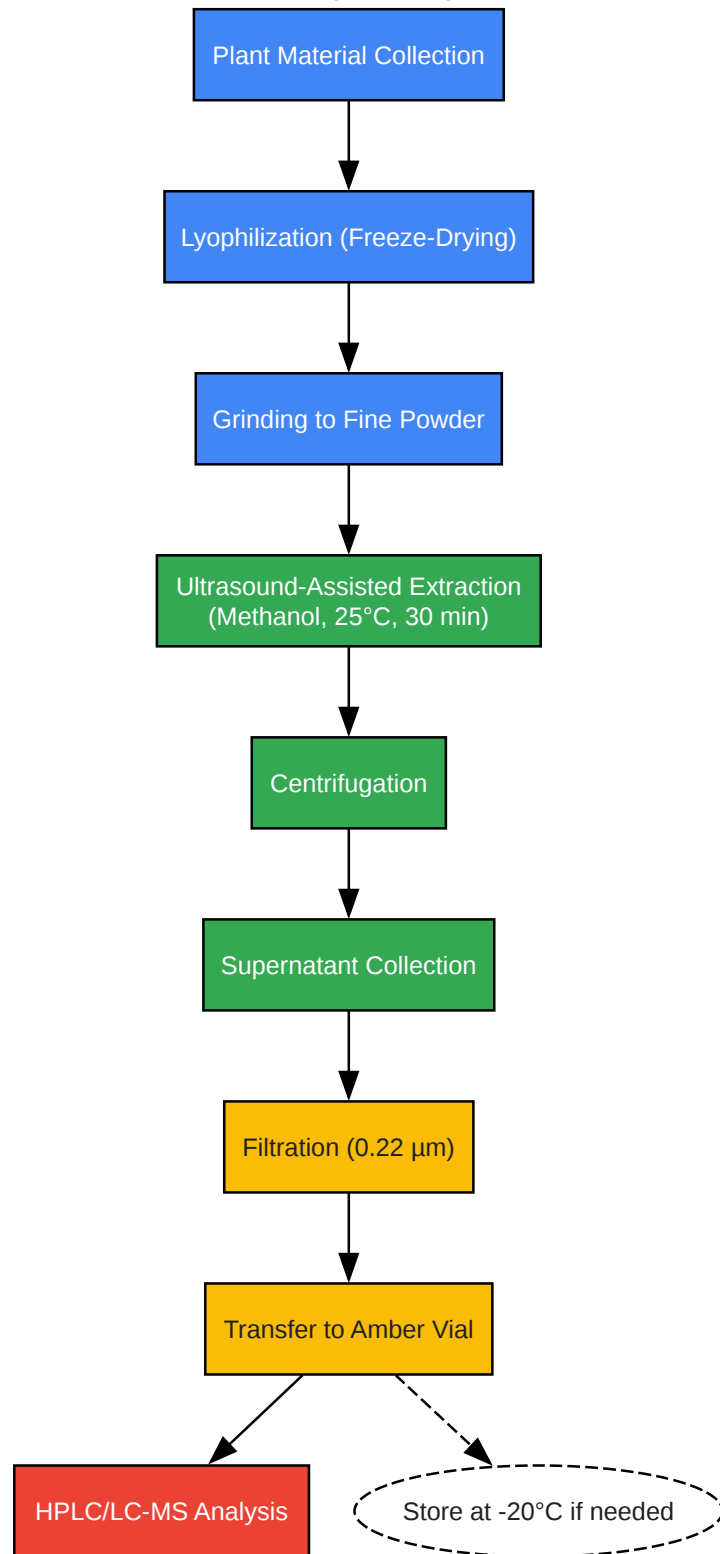 Plant Material Collection
Lyophilization (Freeze-Drying)
Grinding to Fine Powder
Ultrasound-Assisted Extraction
(Methanol, 25°C, 30 min)
Centrifugation
Supernatant Collection
Filtration (0.22 µm)
Transfer to Amber Vial
HPLC/LC-MS Analysis
Store at -20°C if needed